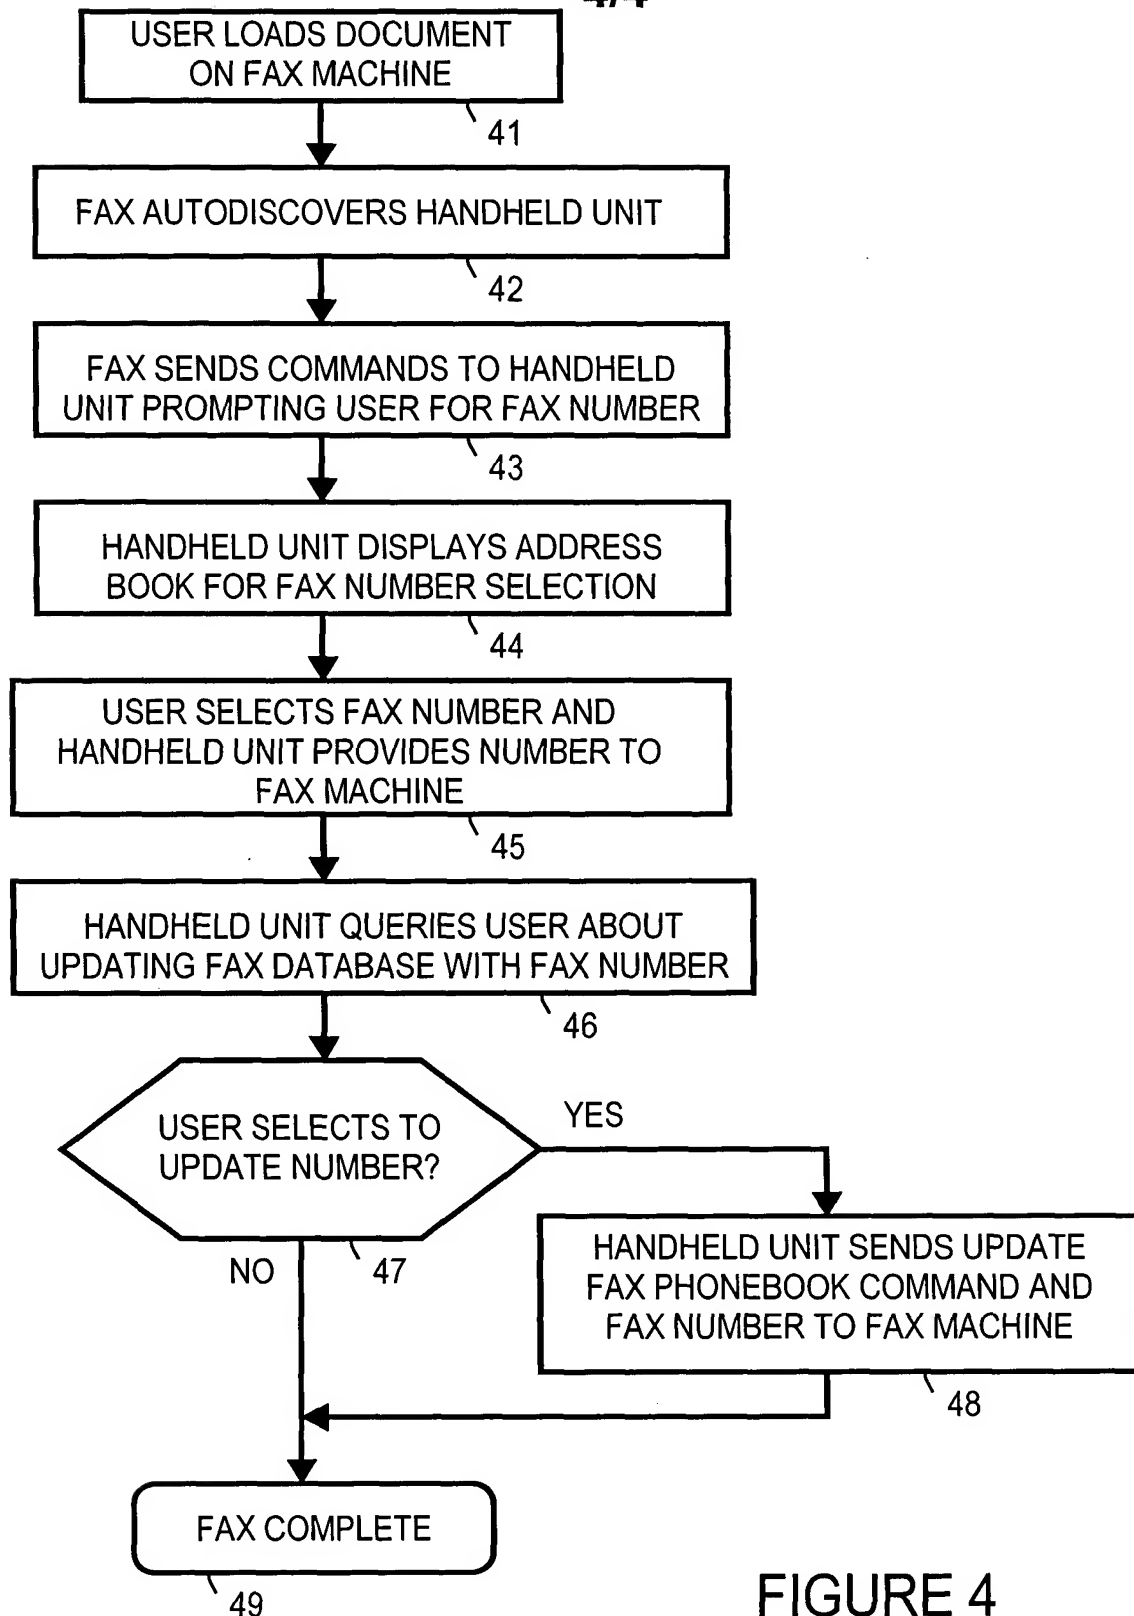 USER LOADS DOCUMENT
ON FAX MACHINE
41
FAX AUTODISCOVERS HANDHELD UNIT
42
FAX SENDS COMMANDS TO HANDHELD
UNIT PROMPTING USER FOR FAX NUMBER
43
HANDHELD UNIT DISPLAYS ADDRESS
BOOK FOR FAX NUMBER SELECTION
44
USER SELECTS FAX NUMBER AND
HANDHELD UNIT PROVIDES NUMBER TO
FAX MACHINE
45
HANDHELD UNIT QUERIES USER ABOUT
UPDATING FAX DATABASE WITH FAX NUMBER
46
USER SELECTS TO
UPDATE NUMBER?
YES
NO
47
HANDHELD UNIT SENDS UPDATE
FAX PHONEBOOK COMMAND AND
FAX NUMBER TO FAX MACHINE
48
FAX COMPLETE
49
FIGURE 4